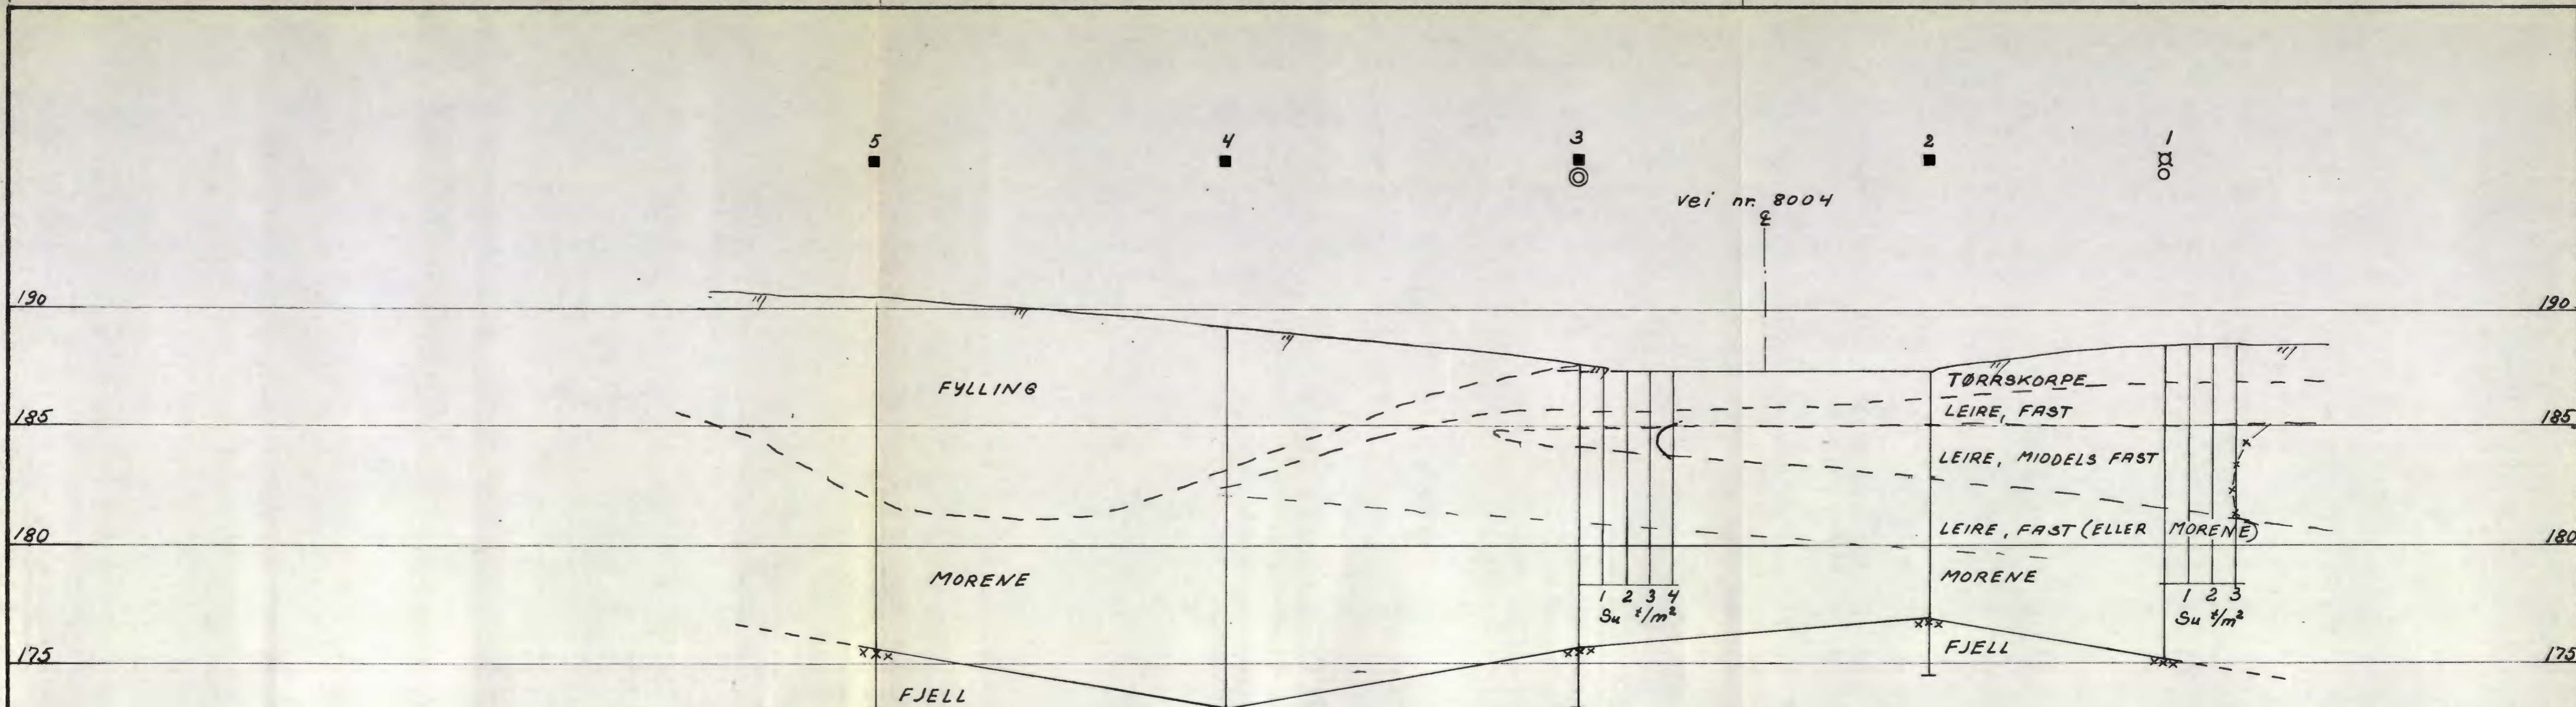 5 4 3 2 1
vei nr. 8004
℄
190 190
FYLLING
TØRRSKORPE
185 LEIRE, FAST 185
LEIRE, MIDDELS FAST
180 LEIRE, FAST (ELLER MORENE) 180
MORENE MORENE
1 2 3 4 1 2 3
Su t/m² Su t/m²
175 FJELL 175
FJELL